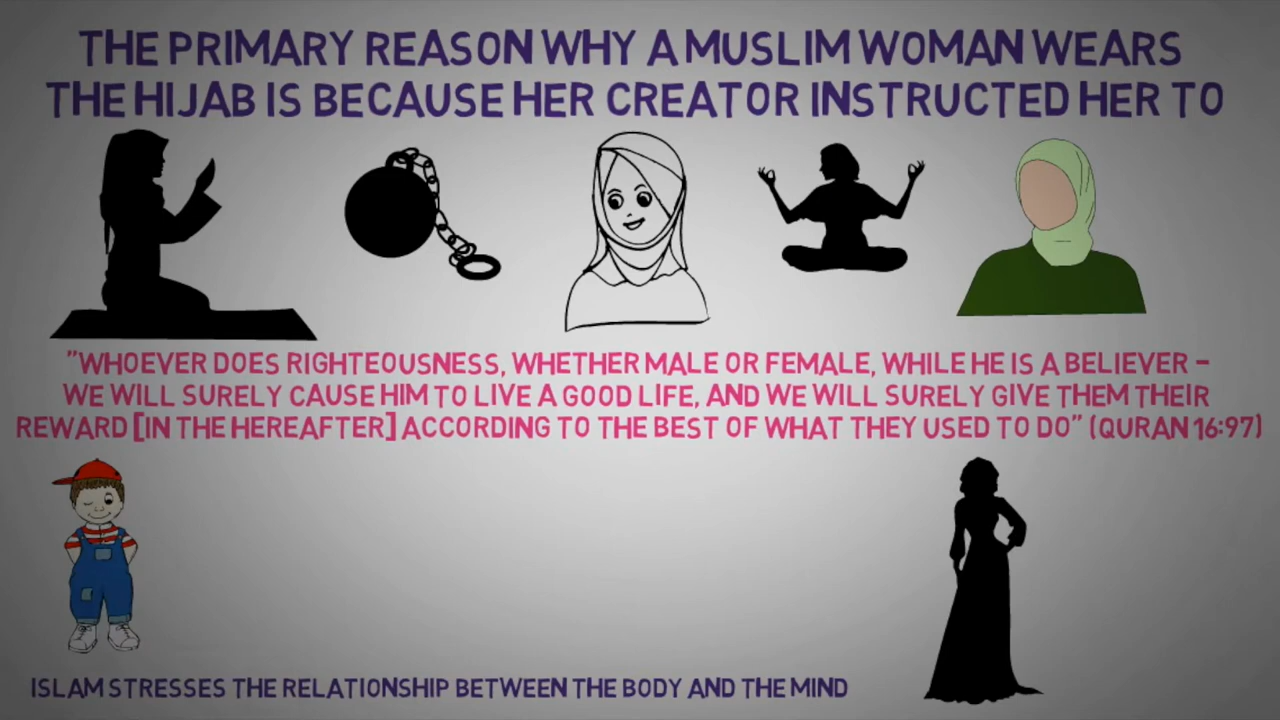 THE PRIMARY REASON WHY A MUSLIM WOMAN WEARS
THE HIJAB IS BECAUSE HER CREATOR INSTRUCTED HER TO
"WHOEVER DOES RIGHTEOUSNESS, WHETHER MALE OR FEMALE, WHILE HE IS A BELIEVER –
WE WILL SURELY CAUSE HIM TO LIVE A GOOD LIFE, AND WE WILL SURELY GIVE THEM THEIR
REWARD [IN THE HEREAFTER] ACCORDING TO THE BEST OF WHAT THEY USED TO DO" (QURAN 16:97)
ISLAM STRESSES THE RELATIONSHIP BETWEEN THE BODY AND THE MIND